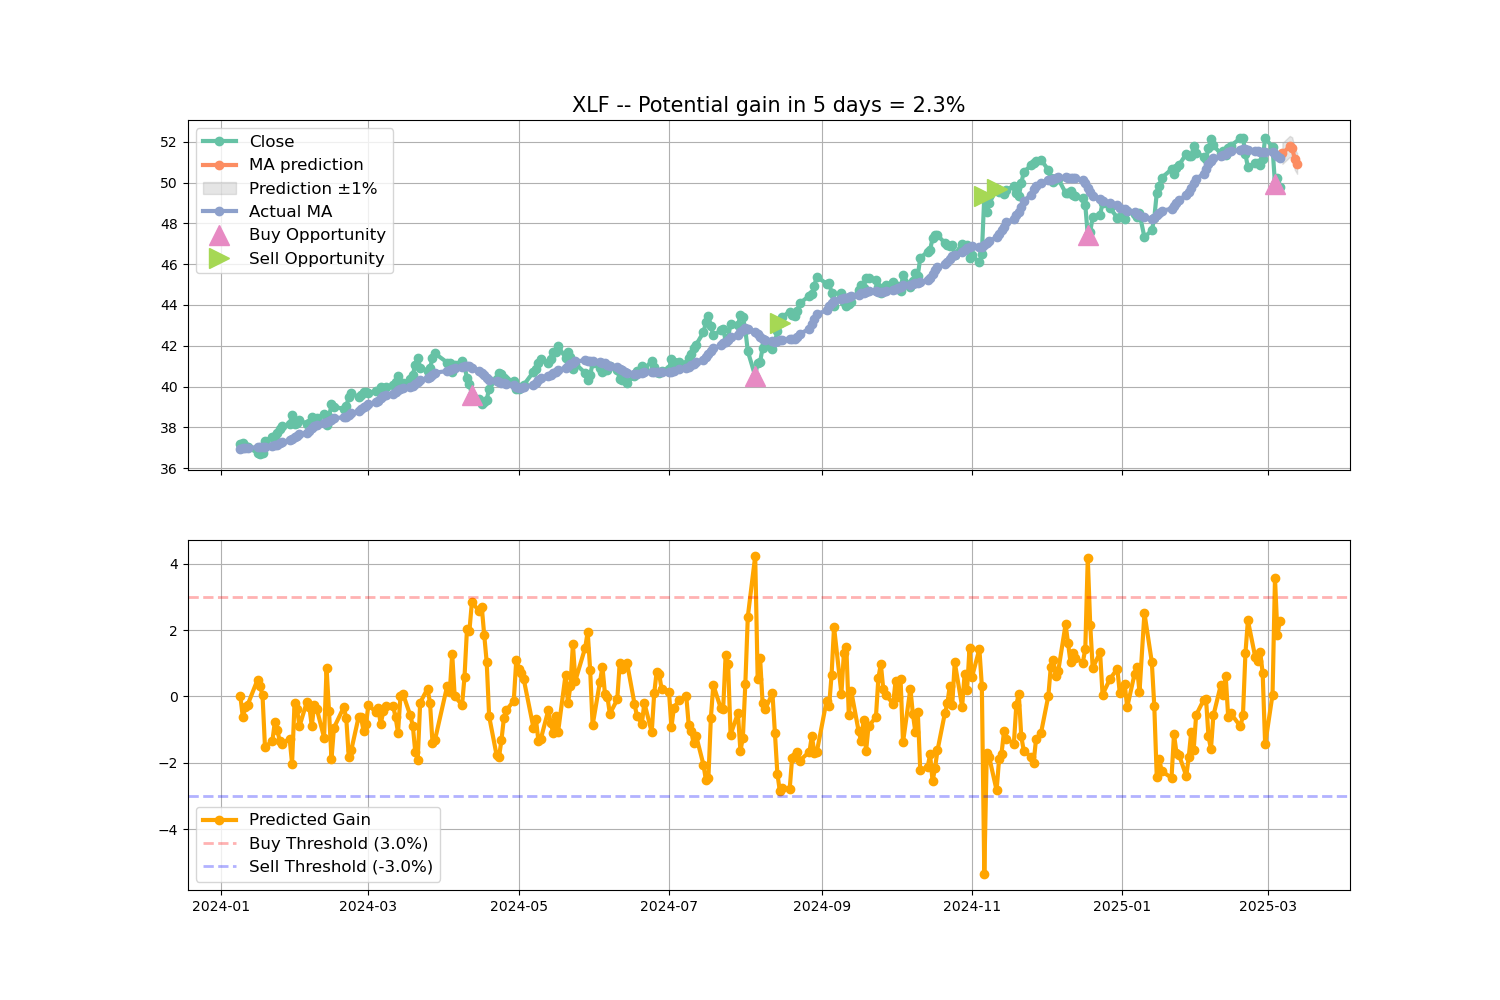 XLF -- Potential gain in 5 days = 2.3%
52
50
48
46
44
42
40
38
36
Close
MA prediction
Prediction ±1%
Actual MA
Buy Opportunity
Sell Opportunity
4
2
0
−2
−4
Predicted Gain
Buy Threshold (3.0%)
Sell Threshold (-3.0%)
2024-01
2024-03
2024-05
2024-07
2024-09
2024-11
2025-01
2025-03